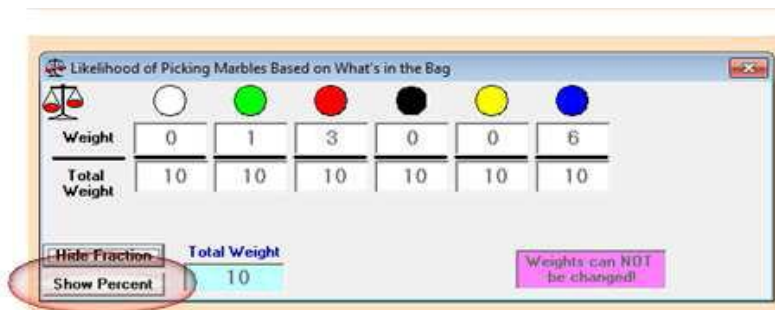 Likelihood of Picking Marbles Based on What's in the Bag
Weight 0 1 3 0 0 6
Total 10 10 10 10 10 10
Weight
Hide Fraction Total Weight Weights can NOT
Show Percent 10 be changed!